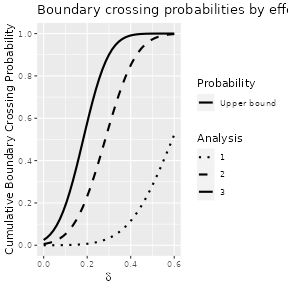 Boundary crossing probabilities by effe
Cumulative Boundary Crossing Probability
1.0
0.8
0.6
0.4
0.2
0.0
0.0 0.2 0.4 0.6
δ
Probability
Upper bound
Analysis
1
2
3